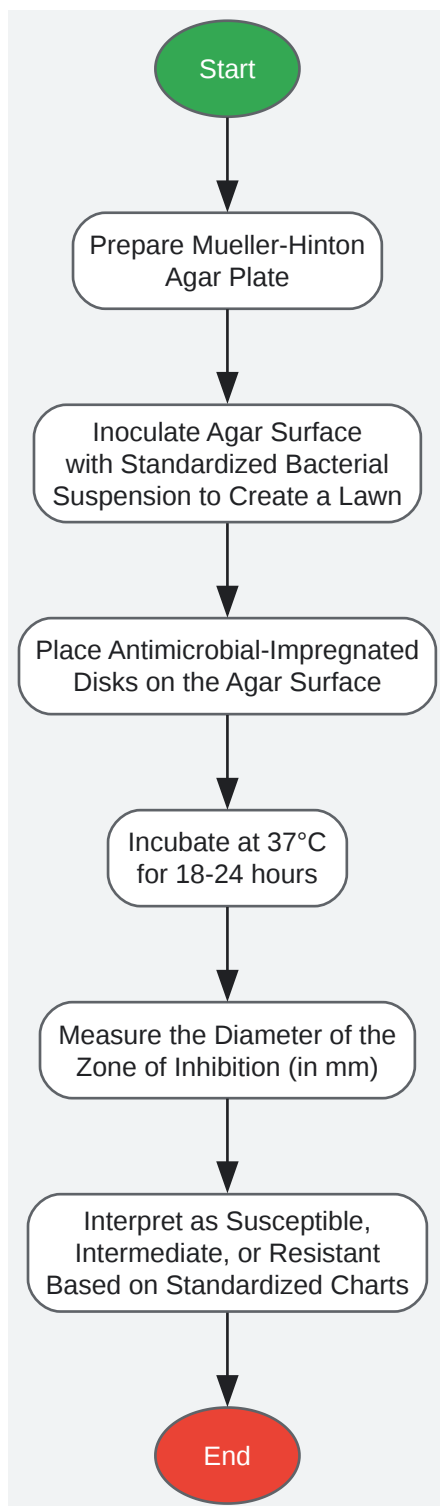 Start
Prepare Mueller-Hinton
Agar Plate
Inoculate Agar Surface
with Standardized Bacterial
Suspension to Create a Lawn
Place Antimicrobial-Impregnated
Disks on the Agar Surface
Incubate at 37°C
for 18-24 hours
Measure the Diameter of the
Zone of Inhibition (in mm)
Interpret as Susceptible,
Intermediate, or Resistant
Based on Standardized Charts
End